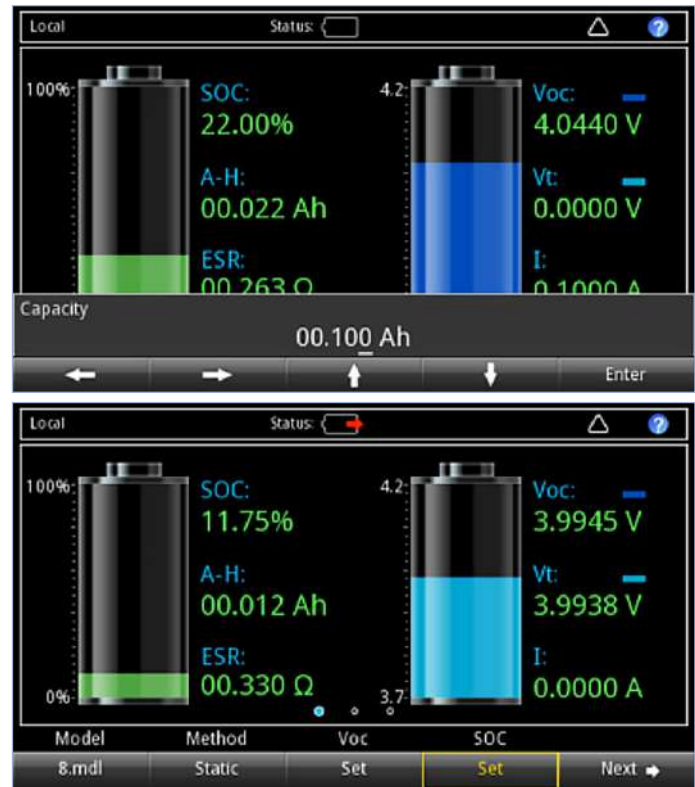 Local Status:
100% SOC: 4.2 Voc:
22.00% 4.0440 V
A-H: Vt:
00.022 Ah 0.0000 V
ESR: I:
00.263 Ω 0.1000 A
Capacity
00.100 Ah
Enter
Local Status:
100% SOC: 4.2 Voc:
11.75% 3.9945 V
A-H: Vt:
00.012 Ah 3.9938 V
ESR: I:
0% 00.330 Ω 3.7 0.0000 A
Model Method Voc SOC
8.mdl Static Set Set Next